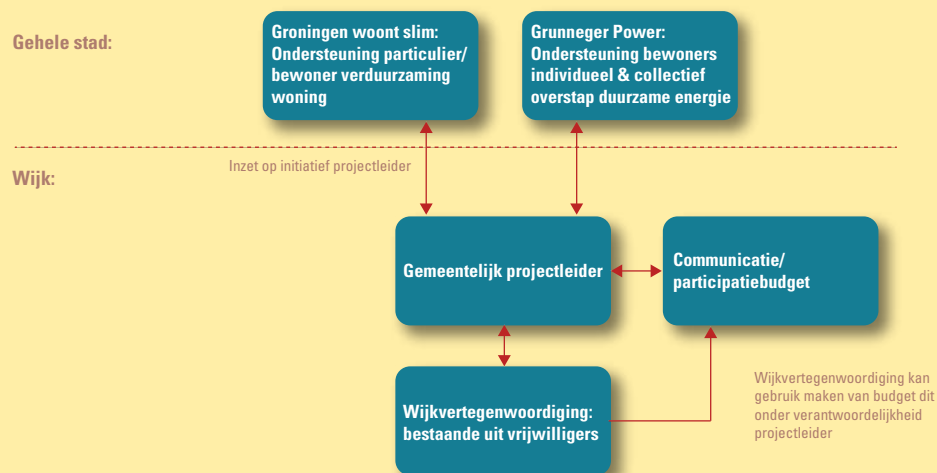 Gehele stad:
Groningen woont slim:
Ondersteuning particulier/
bewoner verduurzaming
woning
Grunneger Power:
Ondersteuning bewoners
individueel & collectief
overstap duurzame energie
Inzet op initiatief projectleider
Wijk:
Gemeentelijk projectleider
Communicatie/
participatiebudget
Wijkvertegenwoordiging:
bestaande uit vrijwilligers
Wijkvertegenwoordiging kan
gebruik maken van budget dit
onder verantwoordelijkheid
projectleider